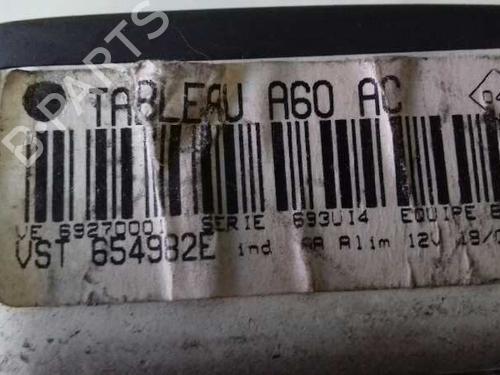 B-PARTS
TABLEAU A60 AC
VE 69270001 SERIE 693U14 EQUIPE
VST 654982E ind AA Alim 12V